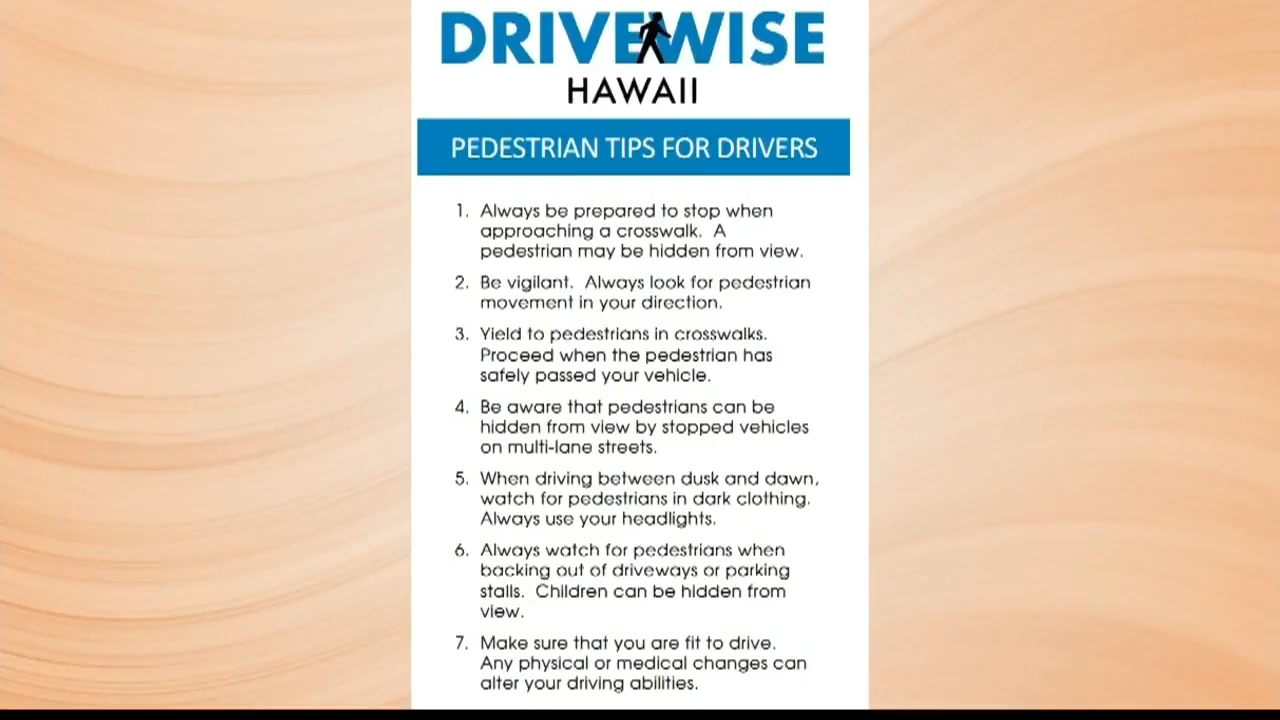 DRIVEWISE
HAWAII
PEDESTRIAN TIPS FOR DRIVERS
1. Always be prepared to stop when
approaching a crosswalk. A
pedestrian may be hidden from view.
2. Be vigilant. Always look for pedestrian
movement in your direction.
3. Yield to pedestrians in crosswalks.
Proceed when the pedestrian has
safely passed your vehicle.
4. Be aware that pedestrians can be
hidden from view by stopped vehicles
on multi-lane streets.
5. When driving between dusk and dawn,
watch for pedestrians in dark clothing.
Always use your headlights.
6. Always watch for pedestrians when
backing out of driveways or parking
stalls. Children can be hidden from
view.
7. Make sure that you are fit to drive.
Any physical or medical changes can
alter your driving abilities.